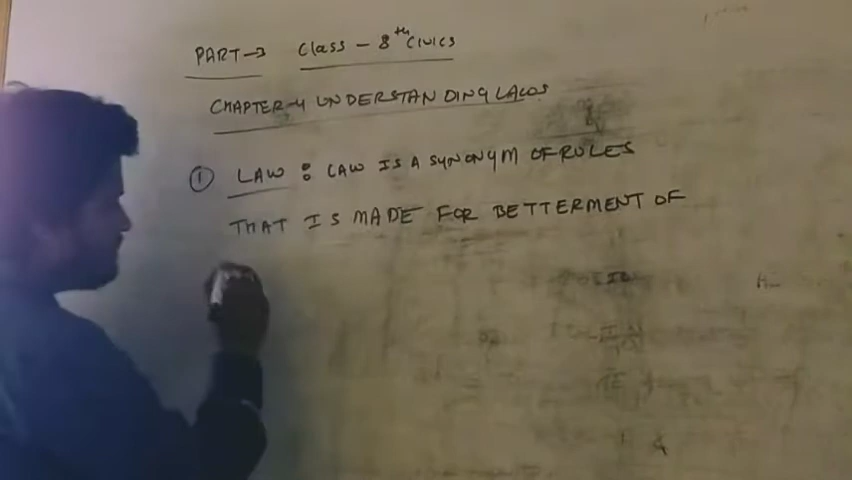 PART→ Class - 8th CIVICS
CHAPTER-4 UNDERSTANDING LAWS
① LAW : LAW IS A SYNONYM OF RULES
THAT IS MADE FOR BETTERMENT OF